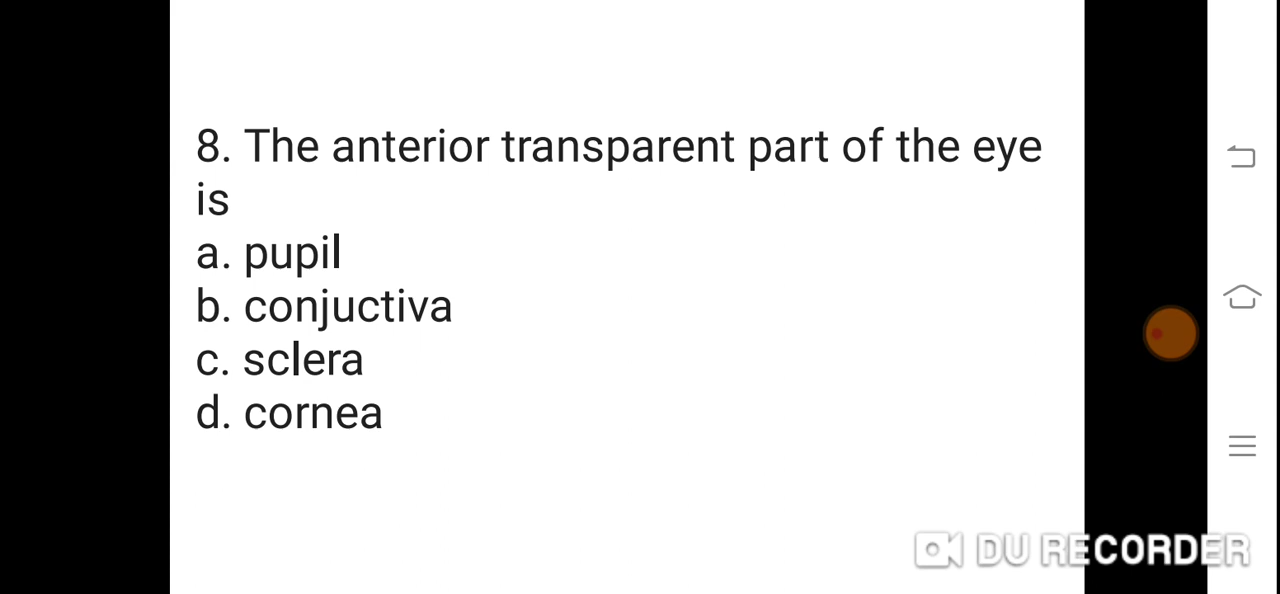 8. The anterior transparent part of the eye
is
a. pupil
b. conjuctiva
c. sclera
d. cornea
DU RECORDER